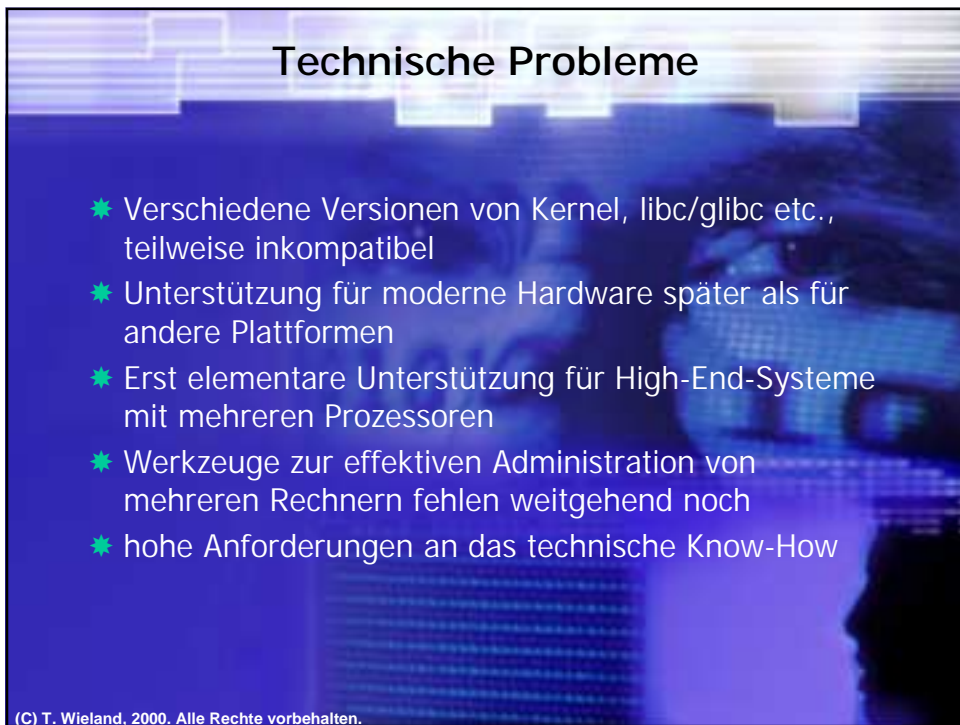 Technische Probleme
Verschiedene Versionen von Kernel, libc/glibc etc.,
teilweise inkompatibel
Unterstützung für moderne Hardware später als für
andere Plattformen
Erst elementare Unterstützung für High-End-Systeme
mit mehreren Prozessoren
Werkzeuge zur effektiven Administration von
mehreren Rechnern fehlen weitgehend noch
hohe Anforderungen an das technische Know-How
(C) T. Wieland, 2000. Alle Rechte vorbehalten.